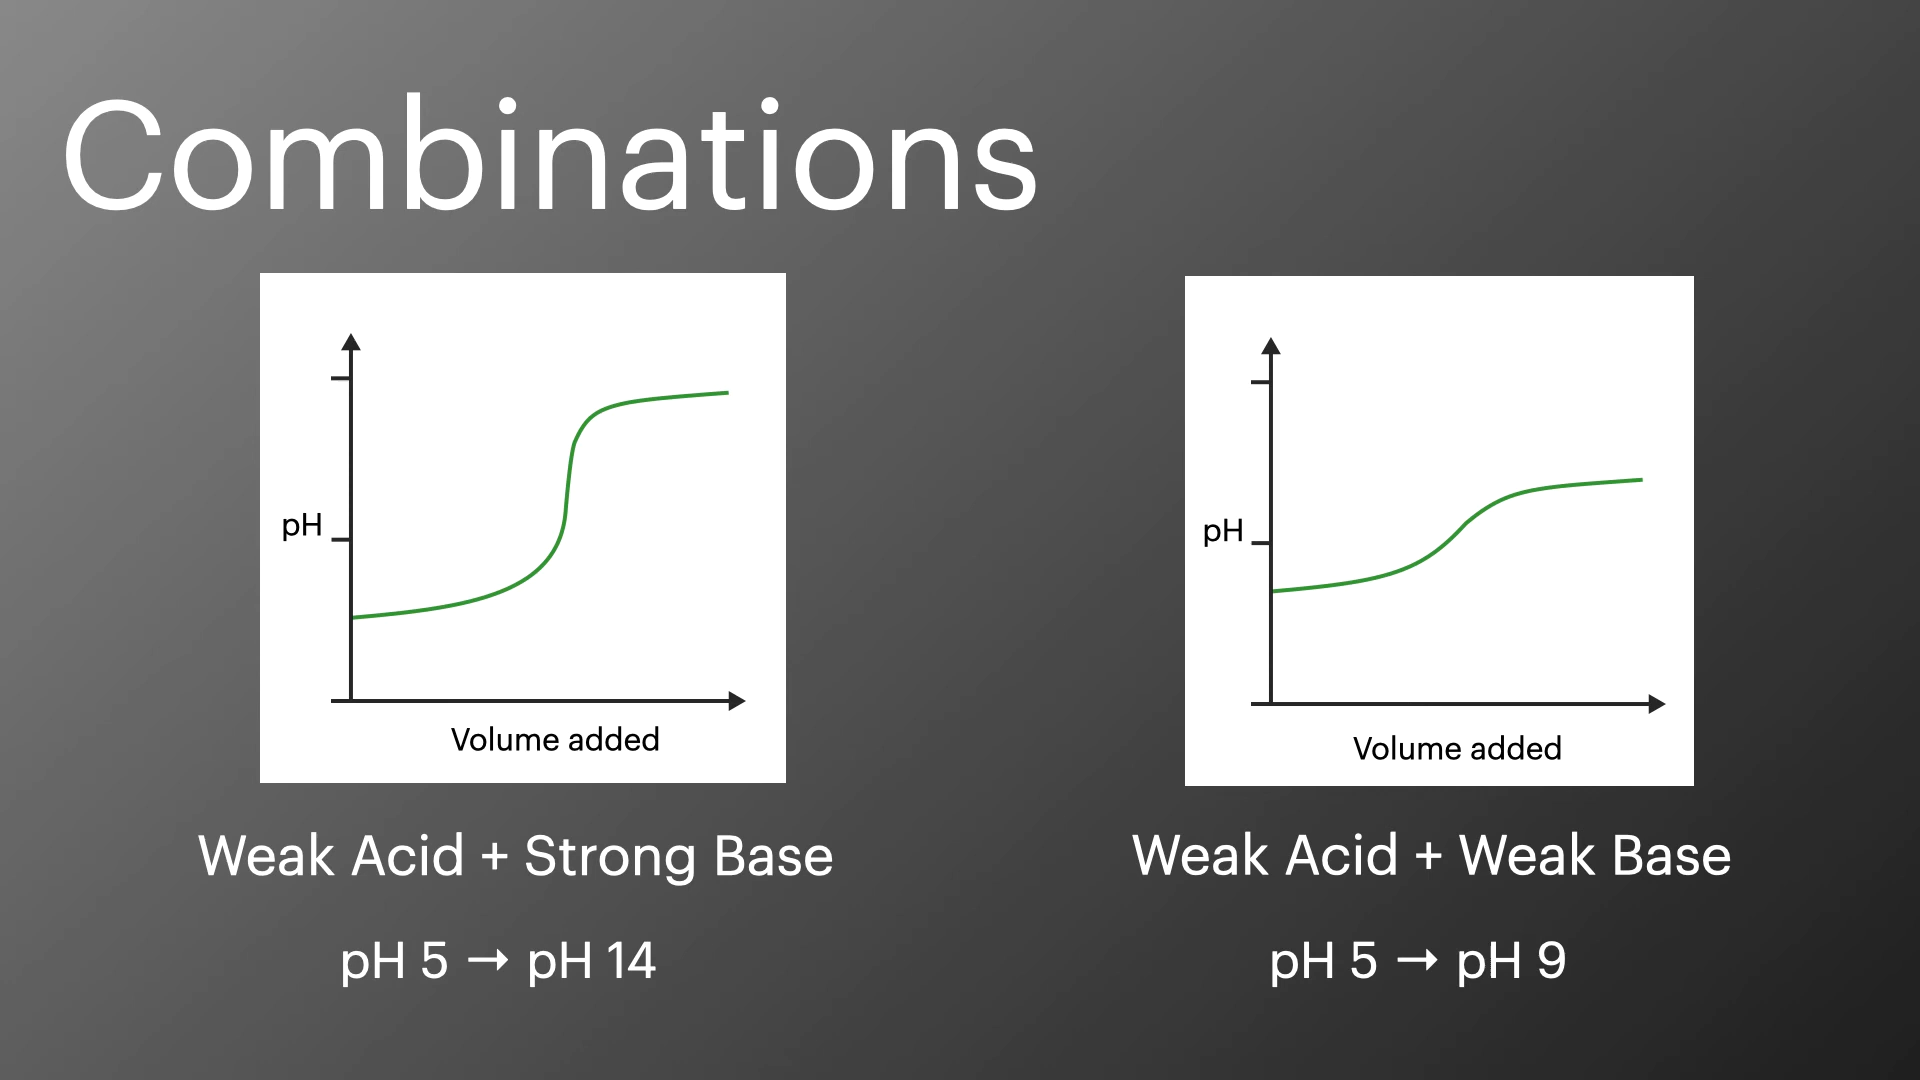 Combinations
pH
Volume added
Weak Acid + Strong Base
pH 5 → pH 14
pH
Volume added
Weak Acid + Weak Base
pH 5 → pH 9